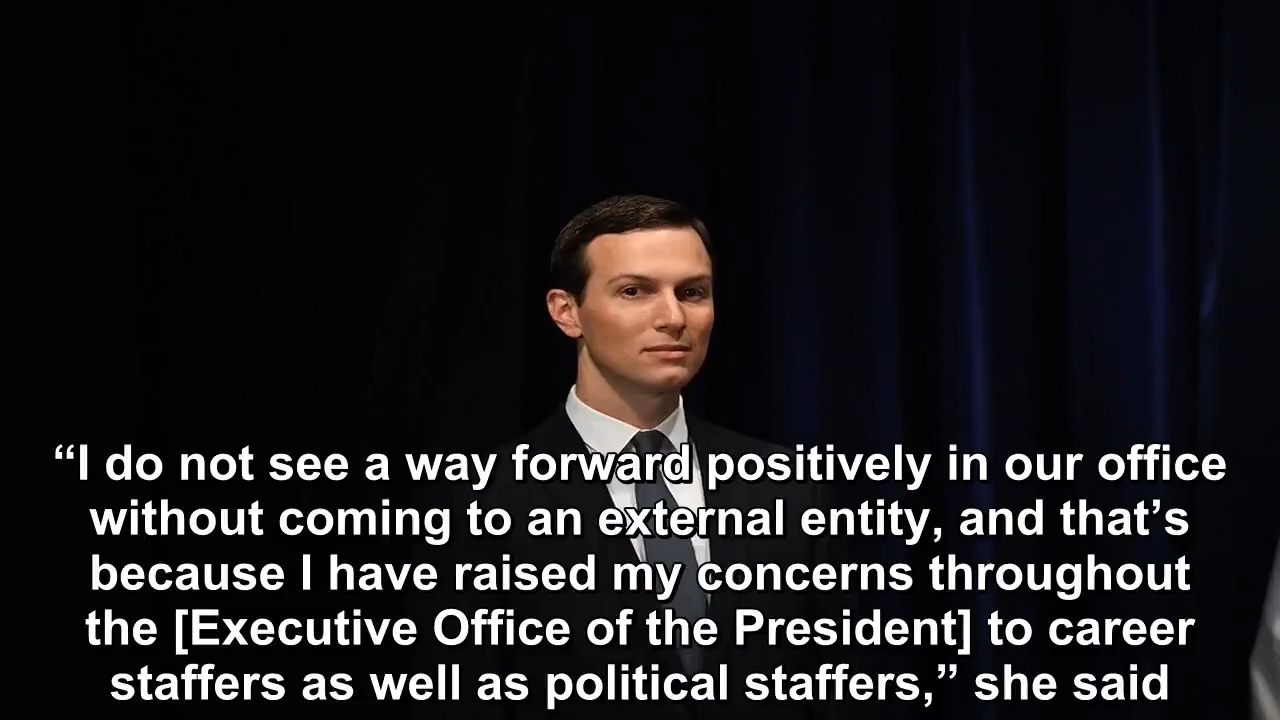 “I do not see a way forward positively in our office
without coming to an external entity, and that’s
because I have raised my concerns throughout
the [Executive Office of the President] to career
staffers as well as political staffers,” she said